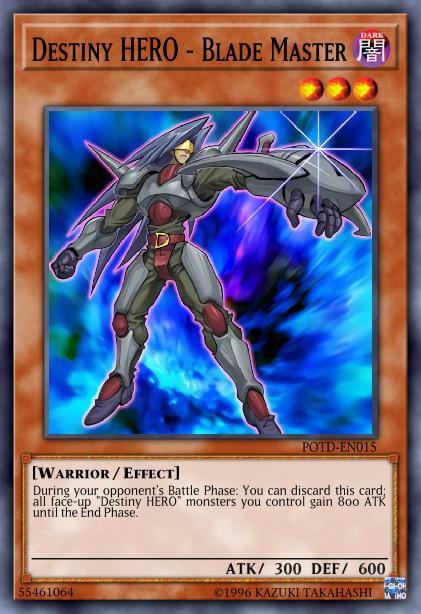 DESTINY HERO - BLADE MASTER
DARK
闇
D
POTD-EN015
[WARRIOR / EFFECT]
During your opponent's Battle Phase: You can discard this card;
all face-up "Destiny HERO" monsters you control gain 800 ATK
until the End Phase.
ATK/ 300 DEF/ 600
55461064
©1996 KAZUKI TAKAHASHI